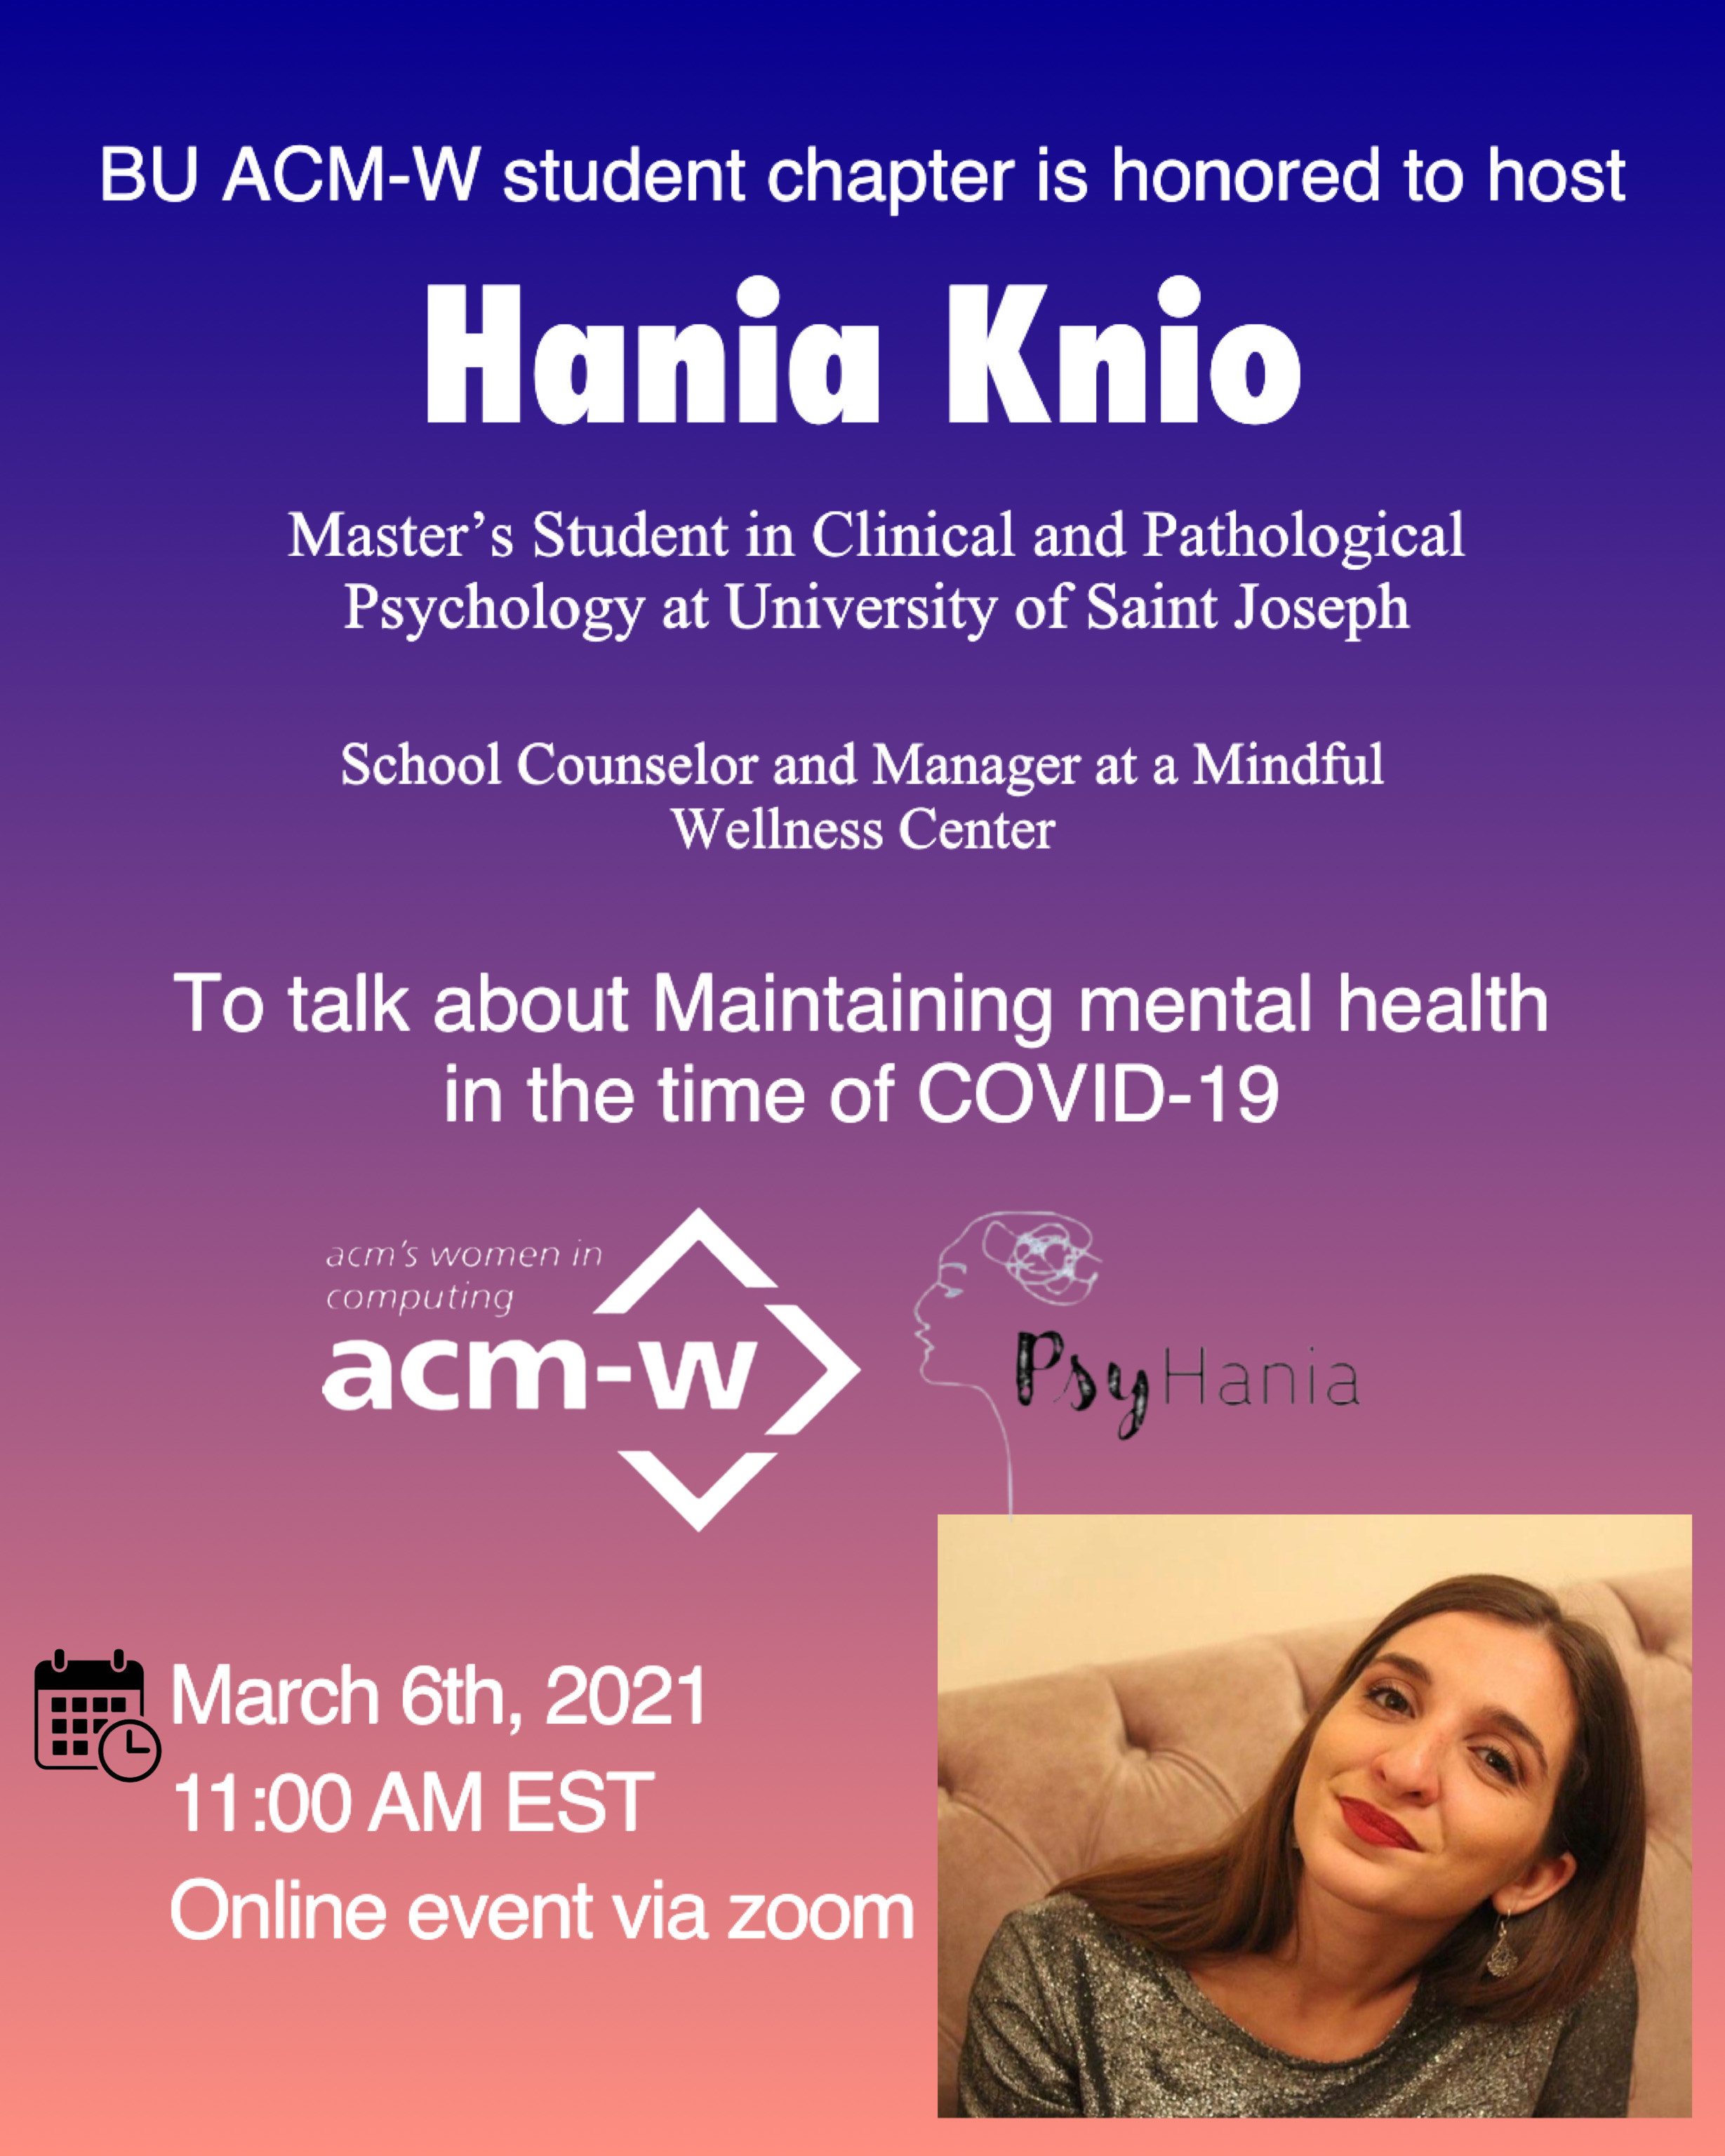 BU ACM-W student chapter is honored to host
Hania Knio
Master’s Student in Clinical and Pathological
Psychology at University of Saint Joseph
School Counselor and Manager at a Mindful
Wellness Center
To talk about Maintaining mental health
in the time of COVID-19
acm's women in
computing
acm-w
PsyHania
March 6th, 2021
11:00 AM EST
Online event via zoom